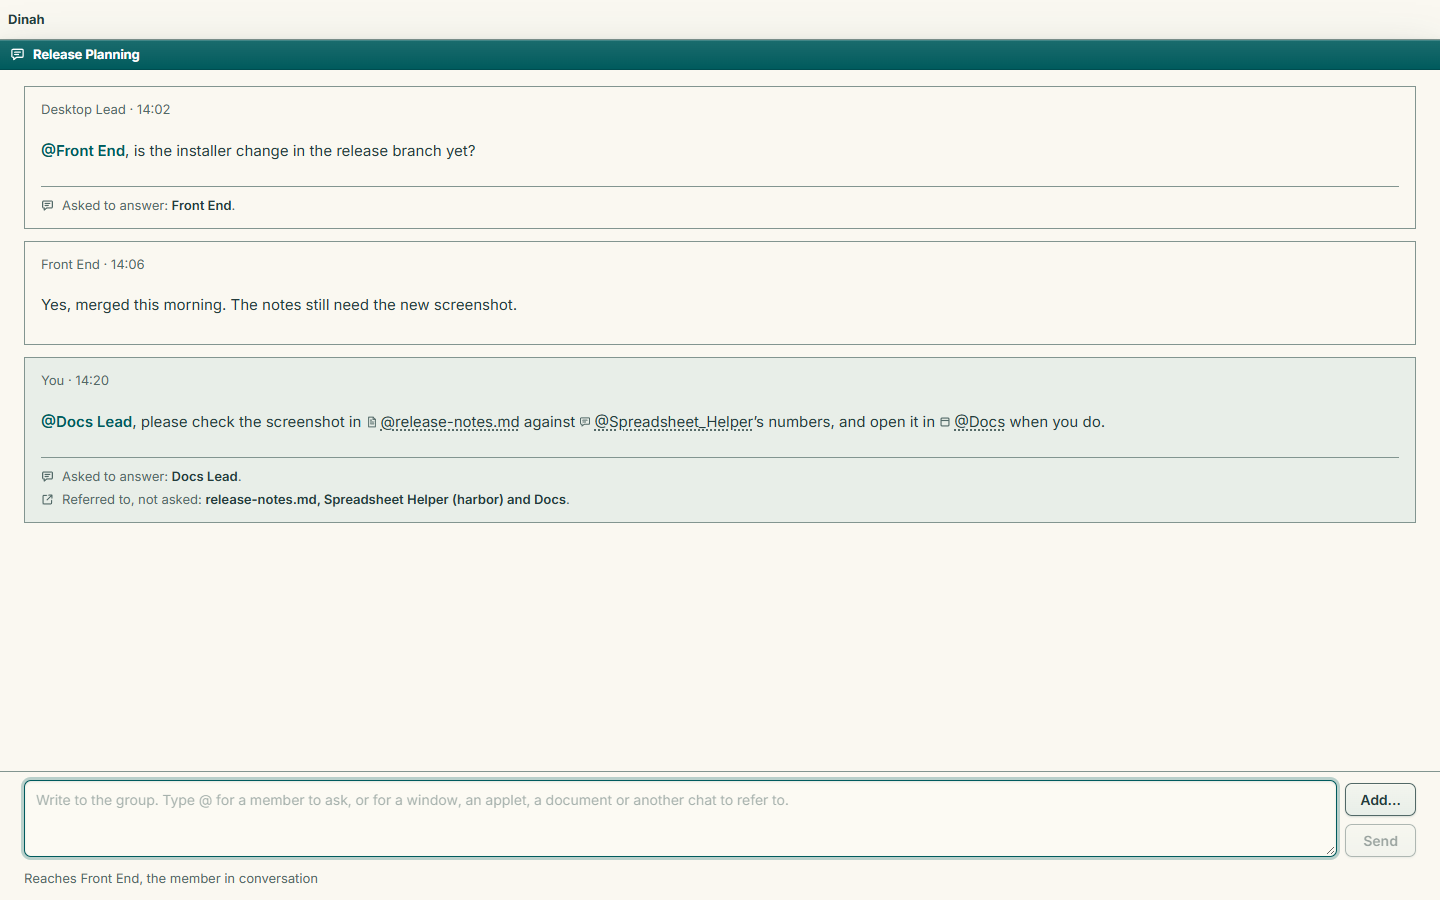 Dinah
Release Planning
Desktop Lead · 14:02
@Front End, is the installer change in the release branch yet?
Asked to answer: Front End.
Front End · 14:06
Yes, merged this morning. The notes still need the new screenshot.
You · 14:20
@Docs Lead, please check the screenshot in @release-notes.md against @Spreadsheet_Helper’s numbers, and open it in @Docs when you do.
Asked to answer: Docs Lead.
Referred to, not asked: release-notes.md, Spreadsheet Helper (harbor) and Docs.
Write to the group. Type @ for a member to ask, or for a window, an applet, a document or another chat to refer to.
Add...
Send
Reaches Front End, the member in conversation